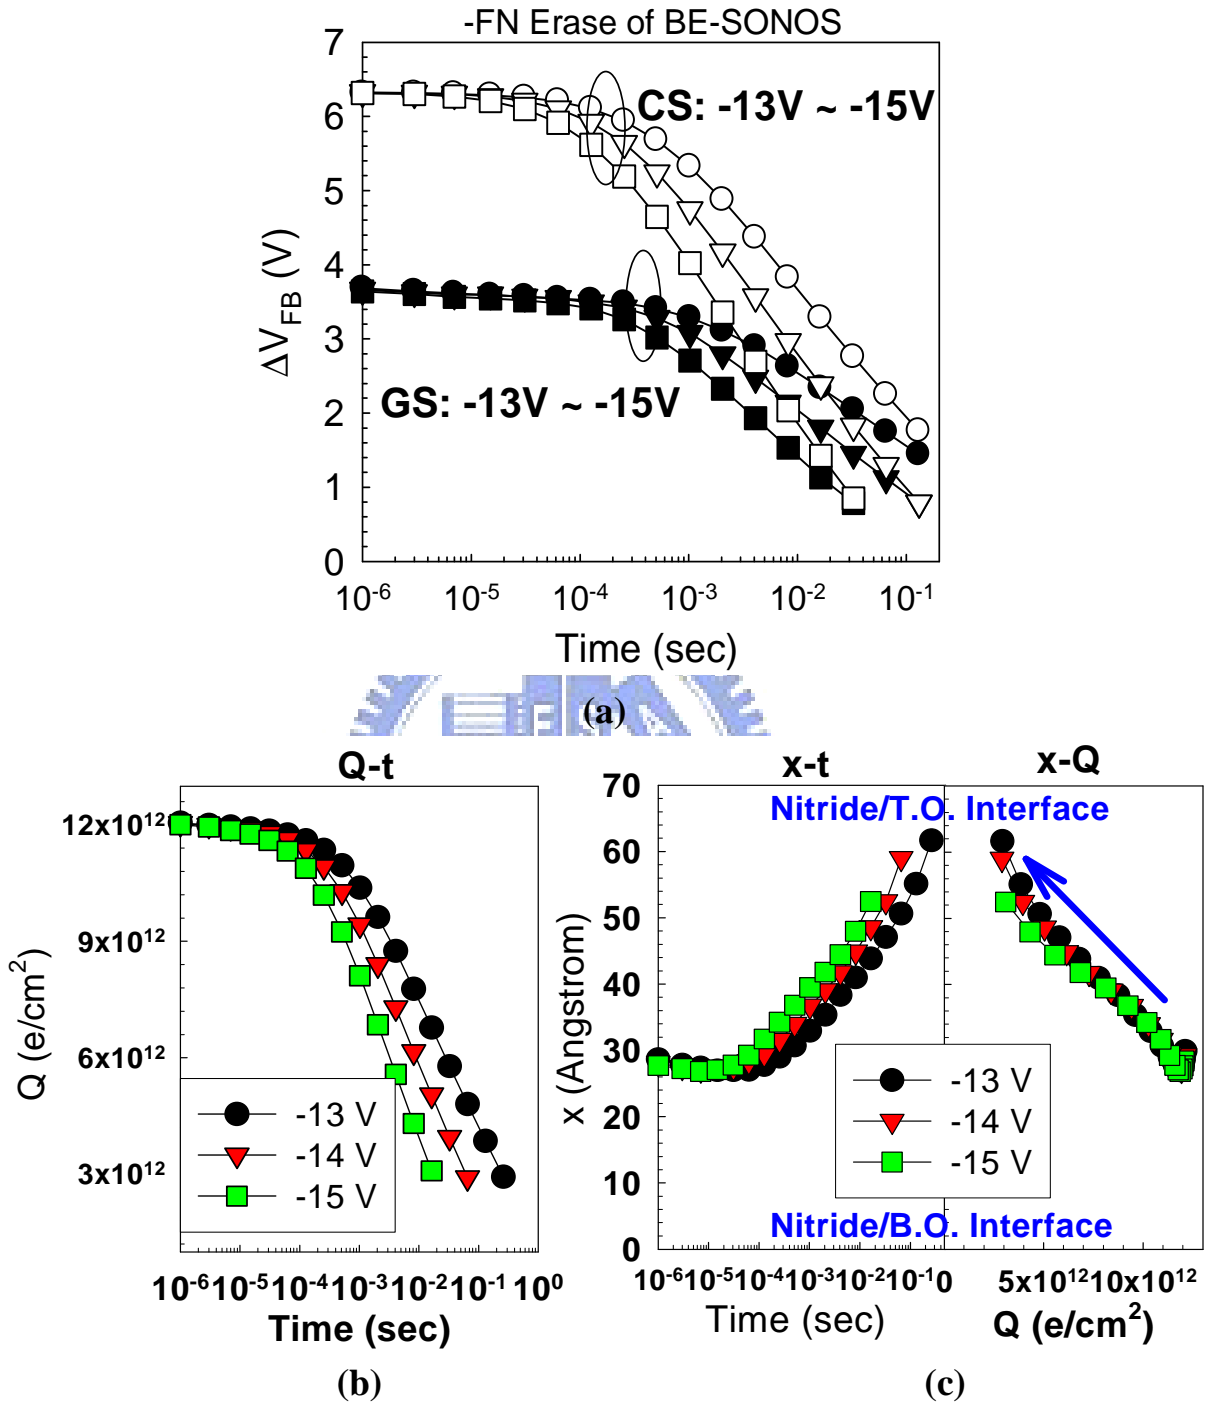 -FN Erase of BE-SONOS
7
6
5
4
3
2
1
0
ΔV_FB (V)
CS: -13V ~ -15V
GS: -13V ~ -15V
10⁻⁶ 10⁻⁵ 10⁻⁴ 10⁻³ 10⁻² 10⁻¹
Time (sec)
(a)
Q-t
12x10¹²
9x10¹²
6x10¹²
3x10¹²
Q (e/cm²)
-13 V
-14 V
-15 V
10⁻⁶10⁻⁵10⁻⁴10⁻³10⁻²10⁻¹ 10⁰
Time (sec)
(b)
x-t
x-Q
70
60
50
40
30
20
10
0
x (Angstrom)
Nitride/T.O. Interface
-13 V
-14 V
-15 V
Nitride/B.O. Interface
10⁻⁶10⁻⁵10⁻⁴10⁻³10⁻²10⁻¹0
5x10¹²10x10¹²
Time (sec)
Q (e/cm²)
(c)